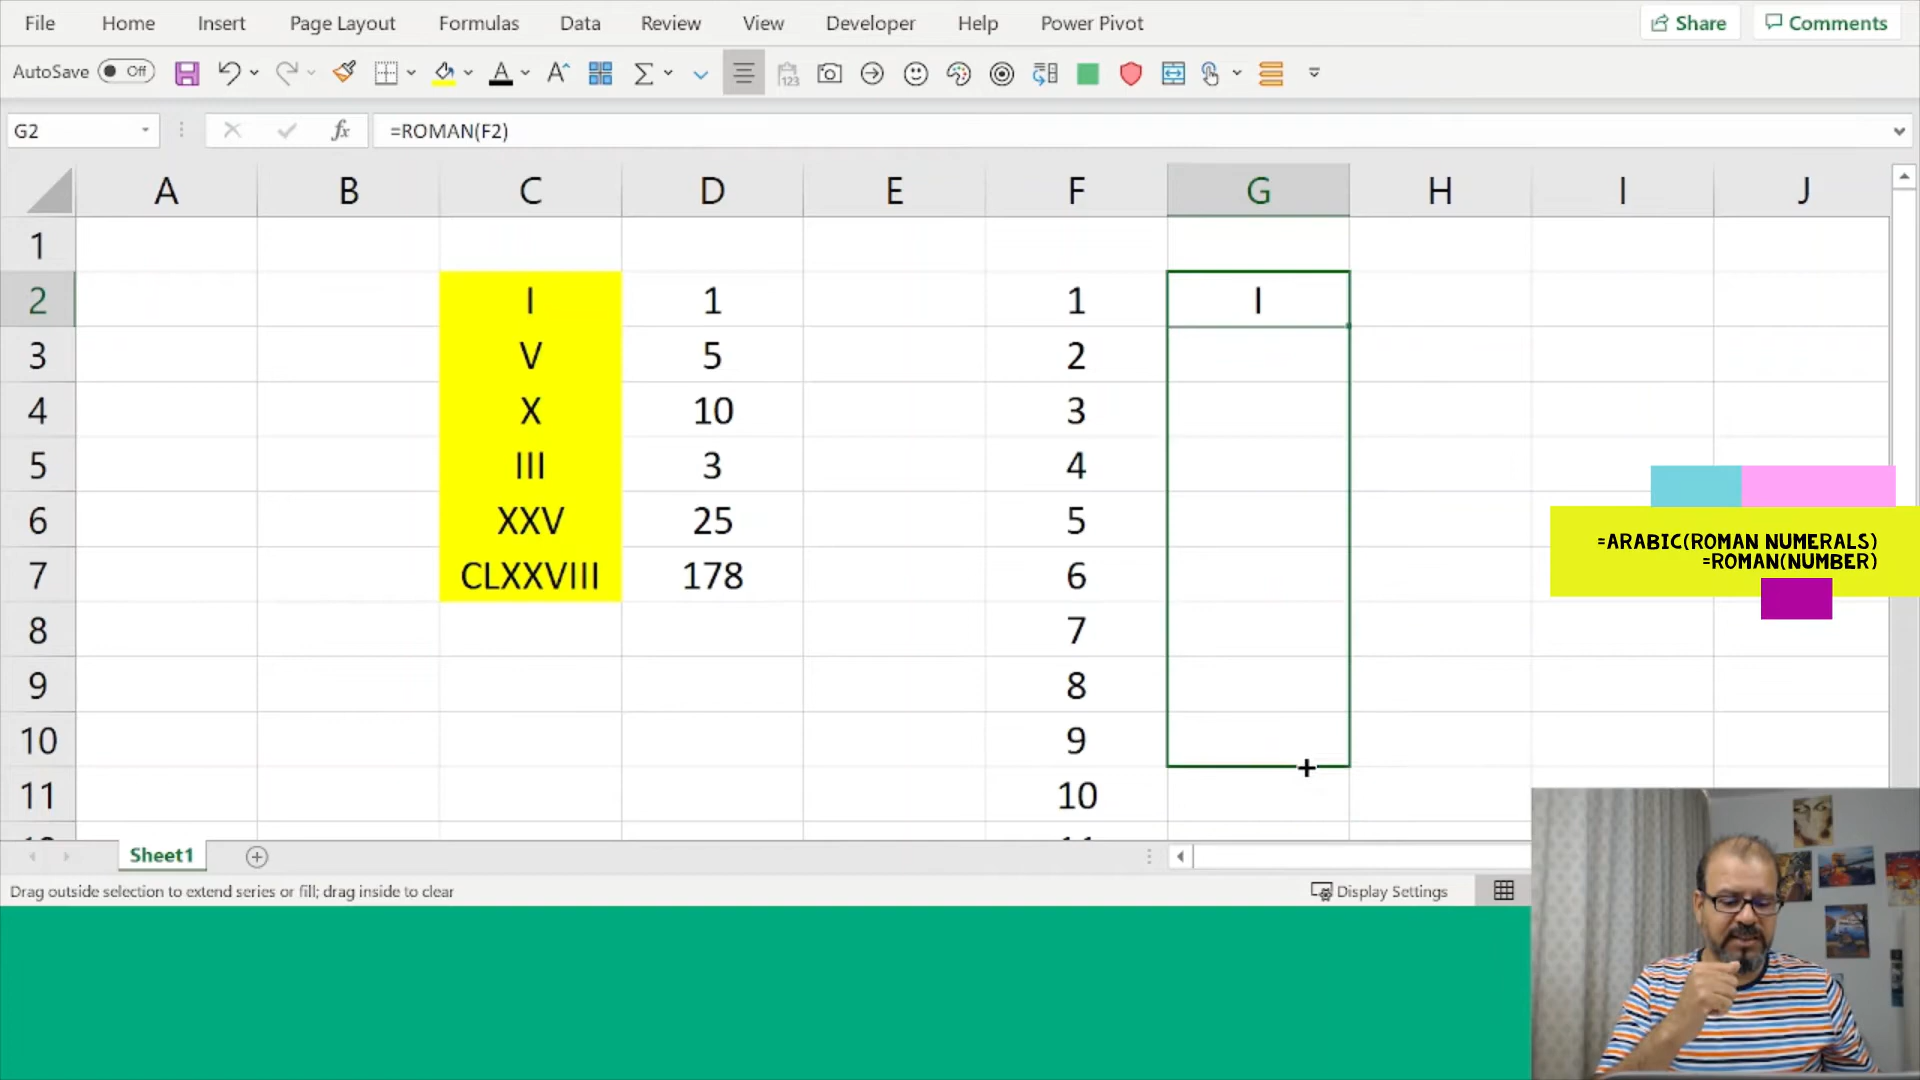 File Home Insert Page Layout Formulas Data Review View Developer Help Power Pivot Share Comments
AutoSave Off
G2 fx =ROMAN(F2)
A B C D E F G H I J
1
2 I 1 1 I
3 V 5 2
4 X 10 3
5 III 3 4
6 XXV 25 5
7 CLXXVIII 178 6
8 7
9 8
10 9
11 10
=ARABIC(ROMAN NUMERALS)
=ROMAN(NUMBER)
Sheet1
Drag outside selection to extend series or fill; drag inside to clear Display Settings